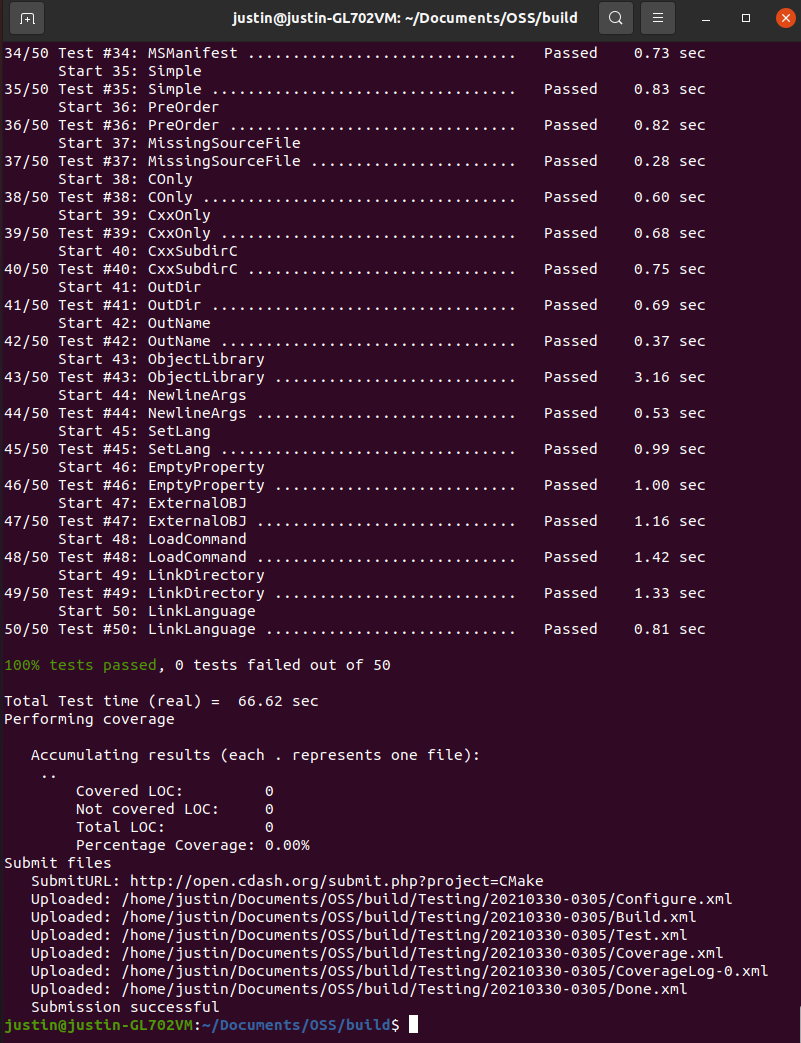 justin@justin-GL702VM: ~/Documents/OSS/build
34/50 Test #34: MSManifest ..............................   Passed    0.73 sec
      Start 35: Simple
35/50 Test #35: Simple ..................................   Passed    0.83 sec
      Start 36: PreOrder
36/50 Test #36: PreOrder ................................   Passed    0.82 sec
      Start 37: MissingSourceFile
37/50 Test #37: MissingSourceFile .......................   Passed    0.28 sec
      Start 38: COnly
38/50 Test #38: COnly ...................................   Passed    0.60 sec
      Start 39: CxxOnly
39/50 Test #39: CxxOnly .................................   Passed    0.68 sec
      Start 40: CxxSubdirC
40/50 Test #40: CxxSubdirC ..............................   Passed    0.75 sec
      Start 41: OutDir
41/50 Test #41: OutDir ..................................   Passed    0.69 sec
      Start 42: OutName
42/50 Test #42: OutName .................................   Passed    0.37 sec
      Start 43: ObjectLibrary
43/50 Test #43: ObjectLibrary ...........................   Passed    3.16 sec
      Start 44: NewlineArgs
44/50 Test #44: NewlineArgs .............................   Passed    0.53 sec
      Start 45: SetLang
45/50 Test #45: SetLang .................................   Passed    0.99 sec
      Start 46: EmptyProperty
46/50 Test #46: EmptyProperty ...........................   Passed    1.00 sec
      Start 47: ExternalOBJ
47/50 Test #47: ExternalOBJ .............................   Passed    1.16 sec
      Start 48: LoadCommand
48/50 Test #48: LoadCommand .............................   Passed    1.42 sec
      Start 49: LinkDirectory
49/50 Test #49: LinkDirectory ...........................   Passed    1.33 sec
      Start 50: LinkLanguage
50/50 Test #50: LinkLanguage ............................   Passed    0.81 sec
100% tests passed, 0 tests failed out of 50
Total Test time (real) =  66.62 sec
Performing coverage
   Accumulating results (each . represents one file):
    ..
        Covered LOC:         0
        Not covered LOC:     0
        Total LOC:           0
        Percentage Coverage: 0.00%
Submit files
   SubmitURL: http://open.cdash.org/submit.php?project=CMake
   Uploaded: /home/justin/Documents/OSS/build/Testing/20210330-0305/Configure.xml
   Uploaded: /home/justin/Documents/OSS/build/Testing/20210330-0305/Build.xml
   Uploaded: /home/justin/Documents/OSS/build/Testing/20210330-0305/Test.xml
   Uploaded: /home/justin/Documents/OSS/build/Testing/20210330-0305/Coverage.xml
   Uploaded: /home/justin/Documents/OSS/build/Testing/20210330-0305/CoverageLog-0.xml
   Uploaded: /home/justin/Documents/OSS/build/Testing/20210330-0305/Done.xml
   Submission successful
justin@justin-GL702VM:~/Documents/OSS/build$